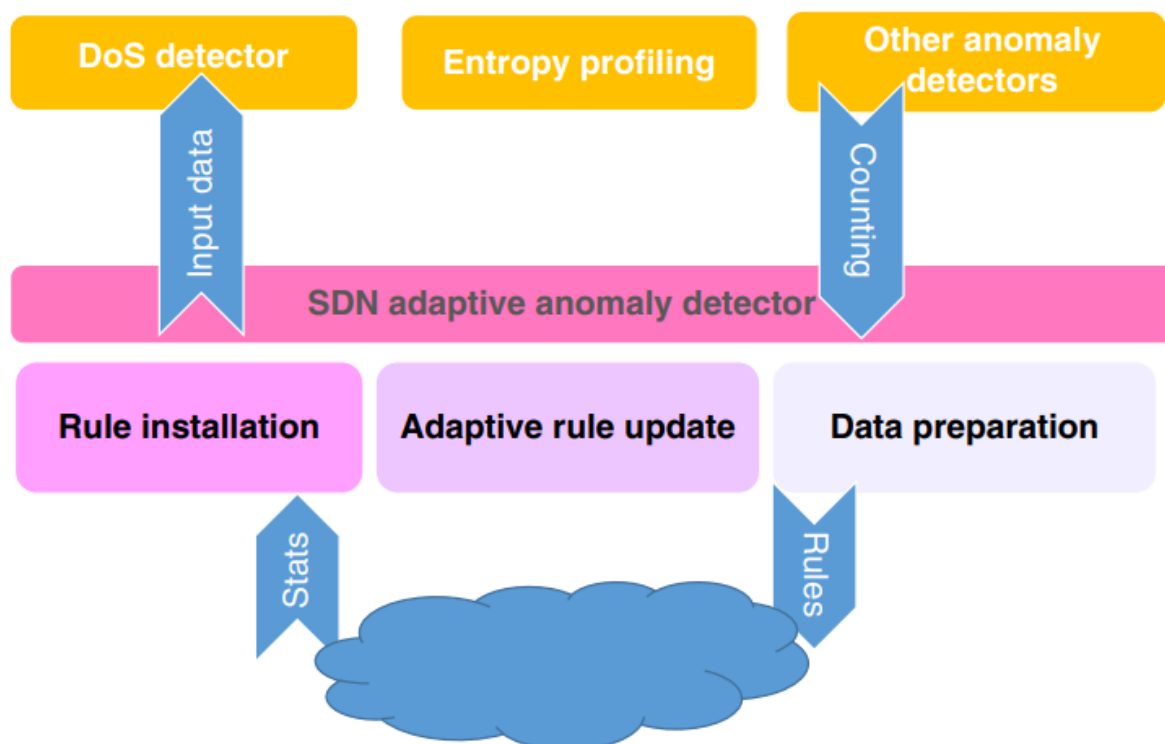 DoS detector
Entropy profiling
Other anomaly
detectors
Input data
Counting
SDN adaptive anomaly detector
Rule installation
Adaptive rule update
Data preparation
Stats
Rules